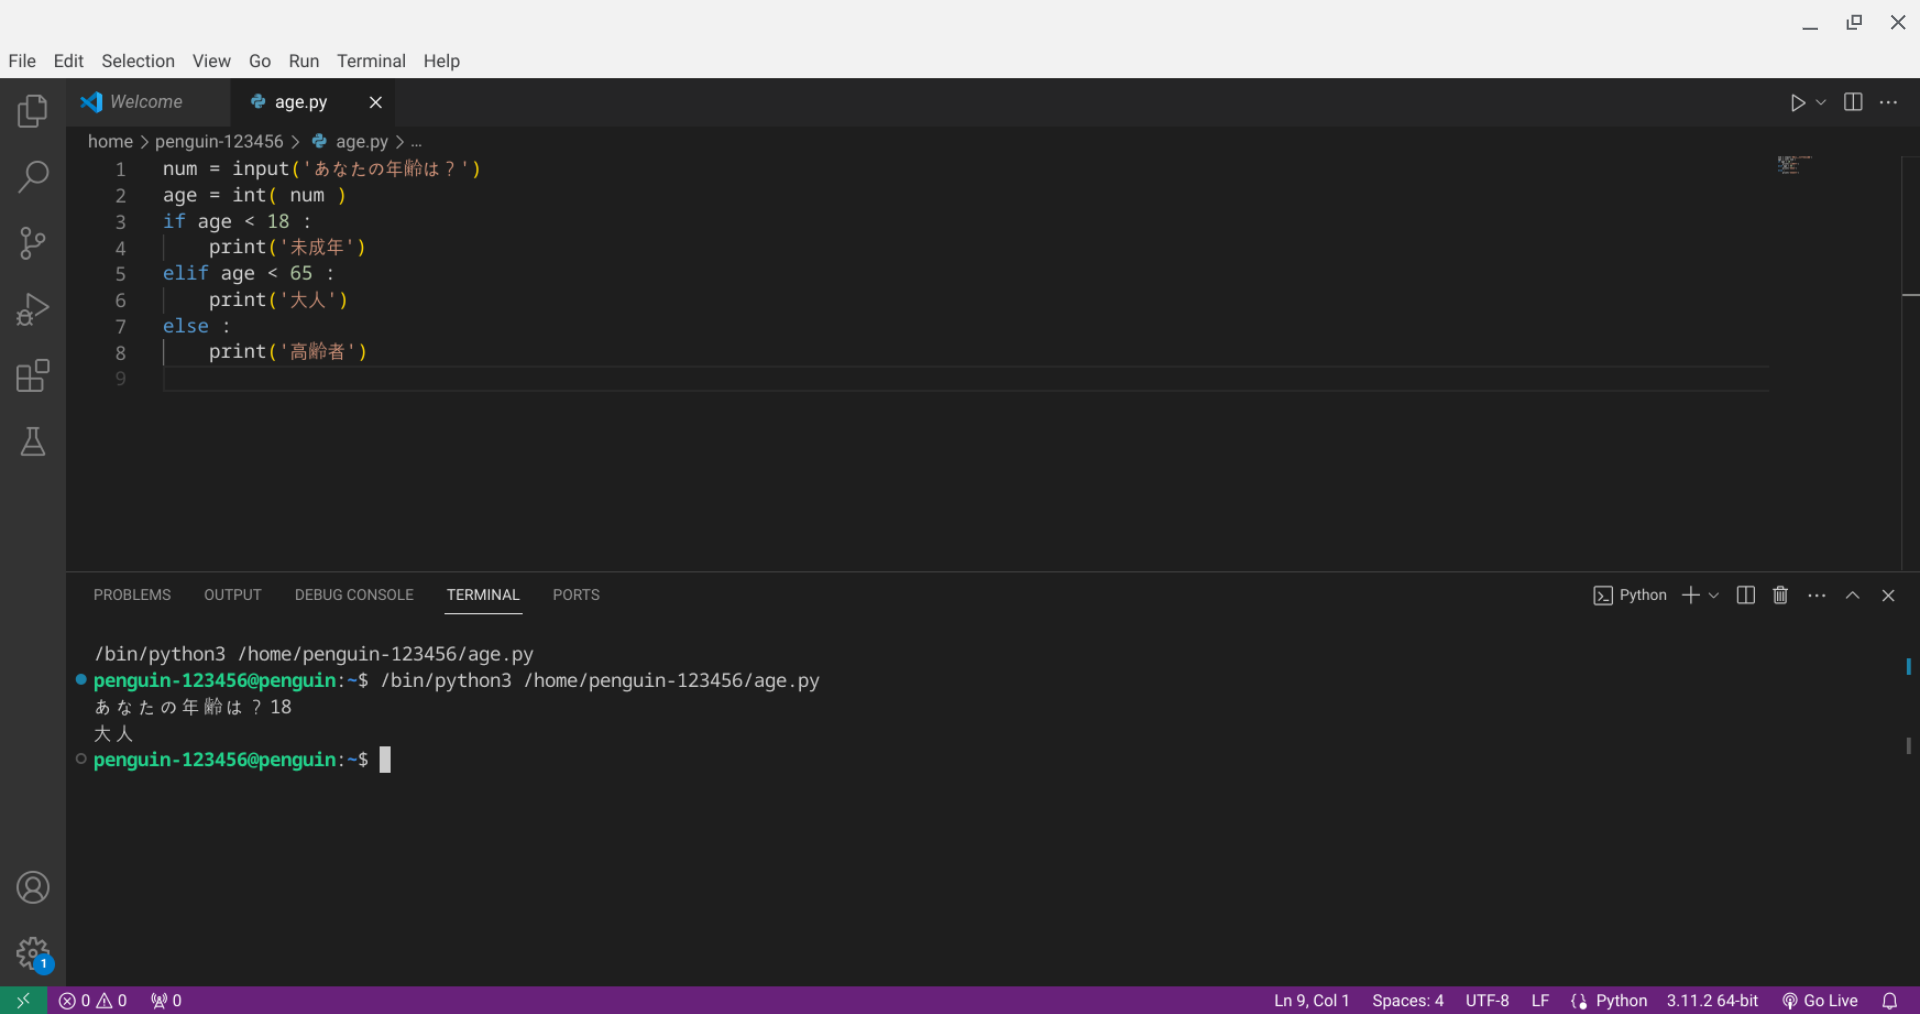 File Edit Selection View Go Run Terminal Help
Welcome age.py
home > penguin-123456 > age.py > ...
1 num = input('あなたの年齢は？')
2 age = int( num )
3 if age < 18 :
4     print('未成年')
5 elif age < 65 :
6     print('大人')
7 else :
8     print('高齢者')
9
PROBLEMS OUTPUT DEBUG CONSOLE TERMINAL PORTS Python
/bin/python3 /home/penguin-123456/age.py
penguin-123456@penguin:~$ /bin/python3 /home/penguin-123456/age.py
あなたの年齢は？18
大人
penguin-123456@penguin:~$
1
0 0 0 Ln 9, Col 1 Spaces: 4 UTF-8 LF Python 3.11.2 64-bit Go Live